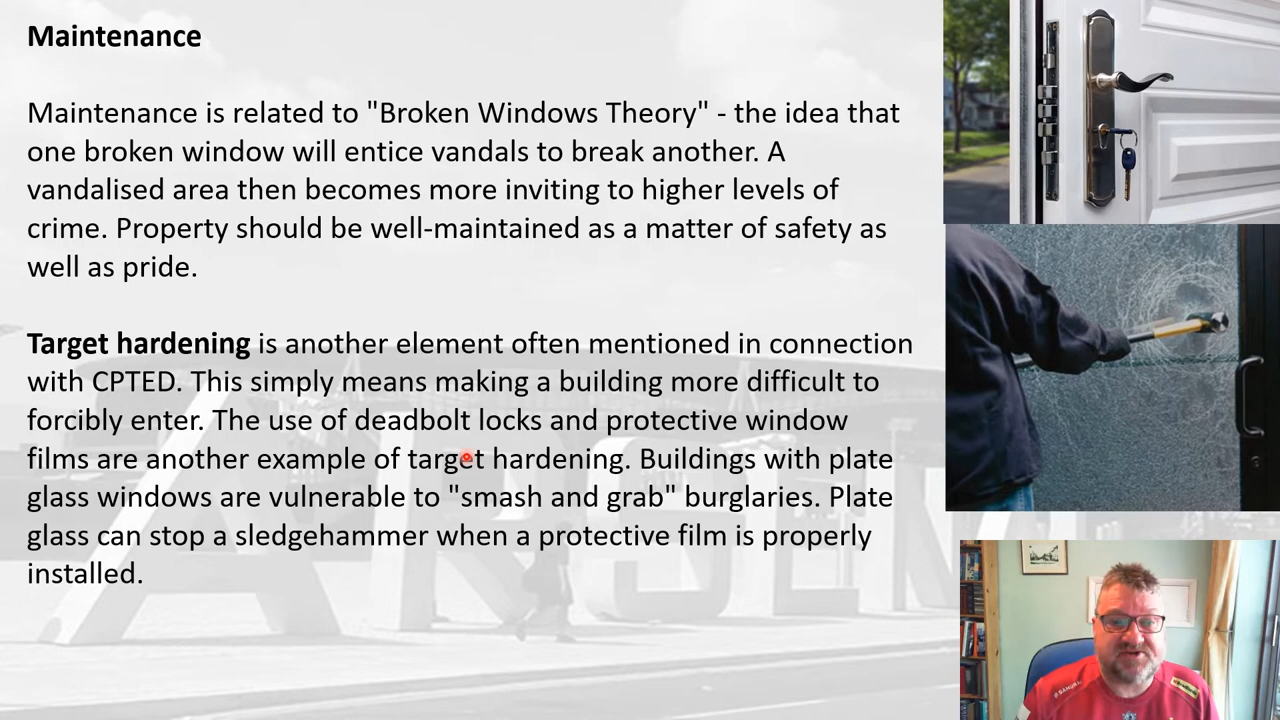 Maintenance
Maintenance is related to "Broken Windows Theory" - the idea that
one broken window will entice vandals to break another. A
vandalised area then becomes more inviting to higher levels of
crime. Property should be well-maintained as a matter of safety as
well as pride.
Target hardening is another element often mentioned in connection
with CPTED. This simply means making a building more difficult to
forcibly enter. The use of deadbolt locks and protective window
films are another example of target hardening. Buildings with plate
glass windows are vulnerable to "smash and grab" burglaries. Plate
glass can stop a sledgehammer when a protective film is properly
installed.